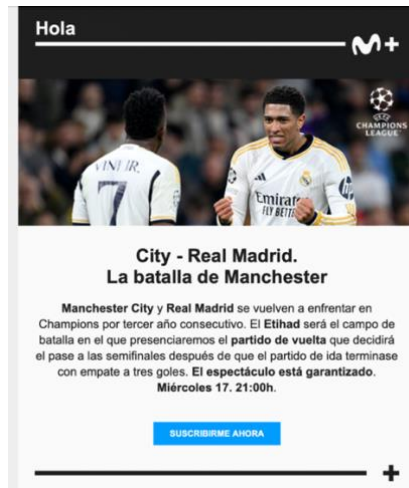 Hola
M+
UEFA
CHAMPIONS
LEAGUE
VINI JR.
7
Emirates
FLY BETTER
hp
City - Real Madrid.
La batalla de Manchester
Manchester City y Real Madrid se vuelven a enfrentar en
Champions por tercer año consecutivo. El Etihad será el campo de
batalla en el que presenciaremos el partido de vuelta que decidirá
el pase a las semifinales después de que el partido de ida terminase
con empate a tres goles. El espectáculo está garantizado.
Miércoles 17. 21:00h.
SUSCRIBIRME AHORA
+